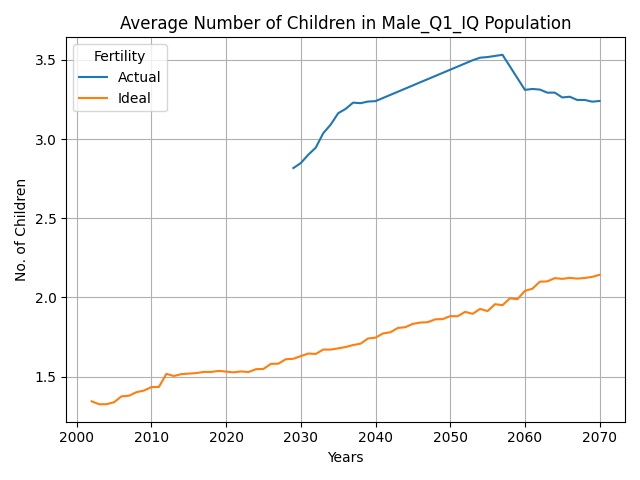 Average Number of Children in Male_Q1_IQ Population
Fertility
Actual
Ideal
No. of Children
3.5
3.0
2.5
2.0
1.5
2000 2010 2020 2030 2040 2050 2060 2070
Years